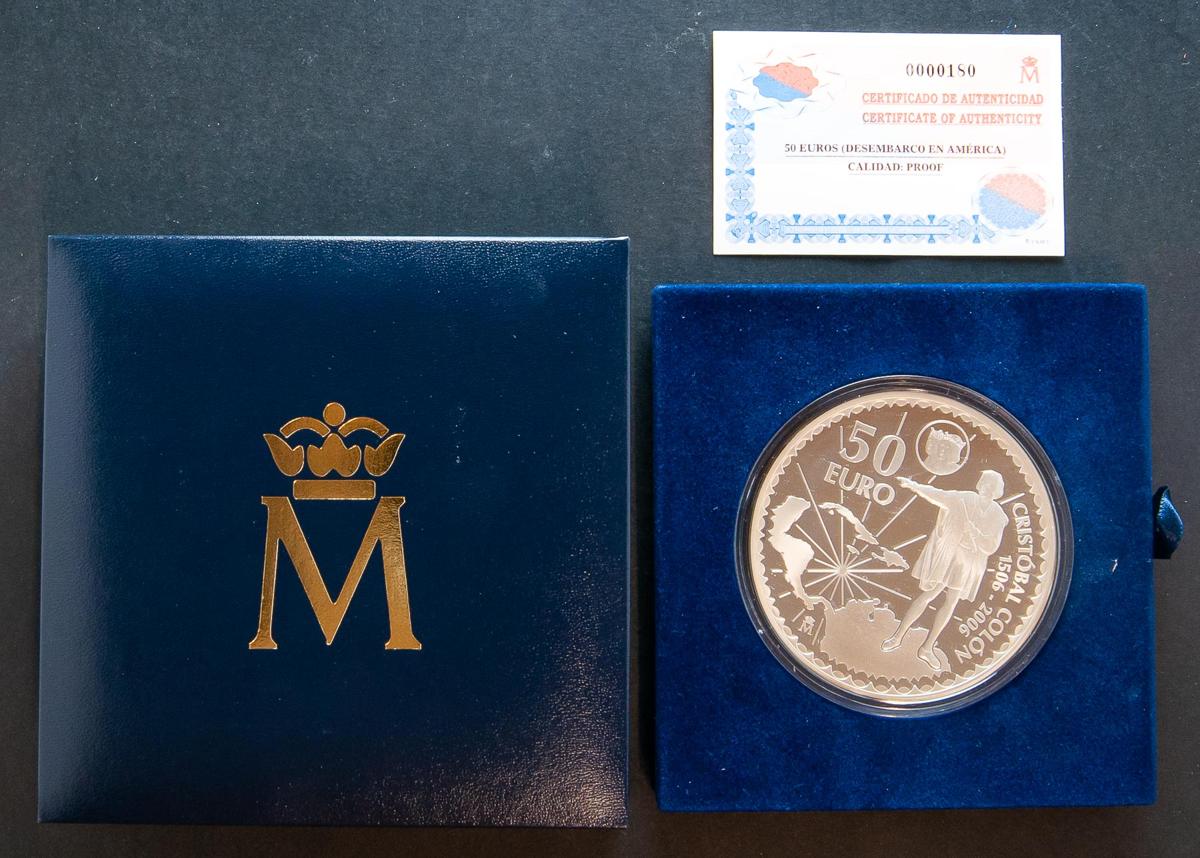 0000180
M
CERTIFICADO DE AUTENTICIDAD
CERTIFICATE OF AUTHENTICITY
50 EUROS (DESEMBARCO EN AMÉRICA)
CALIDAD: PROOF
M
50
EURO
CRISTÓBAL COLÓN
1506 - 2006
M